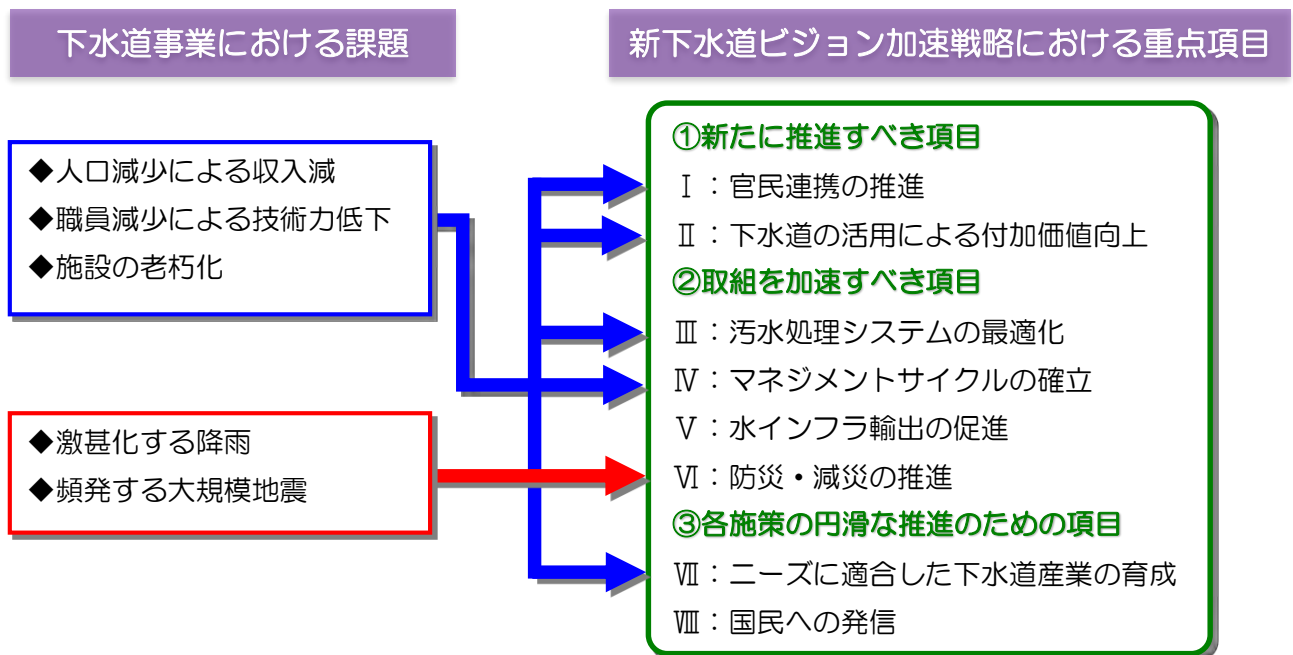 下水道事業における課題
新下水道ビジョン加速戦略における重点項目
◆人口減少による収入減
◆職員減少による技術力低下
◆施設の老朽化
◆激甚化する降雨
◆頻発する大規模地震
①新たに推進すべき項目
Ⅰ：官民連携の推進
Ⅱ：下水道の活用による付加価値向上
②取組を加速すべき項目
Ⅲ：汚水処理システムの最適化
Ⅳ：マネジメントサイクルの確立
Ⅴ：水インフラ輸出の促進
Ⅵ：防災・減災の推進
③各施策の円滑な推進のための項目
Ⅶ：ニーズに適合した下水道産業の育成
Ⅷ：国民への発信